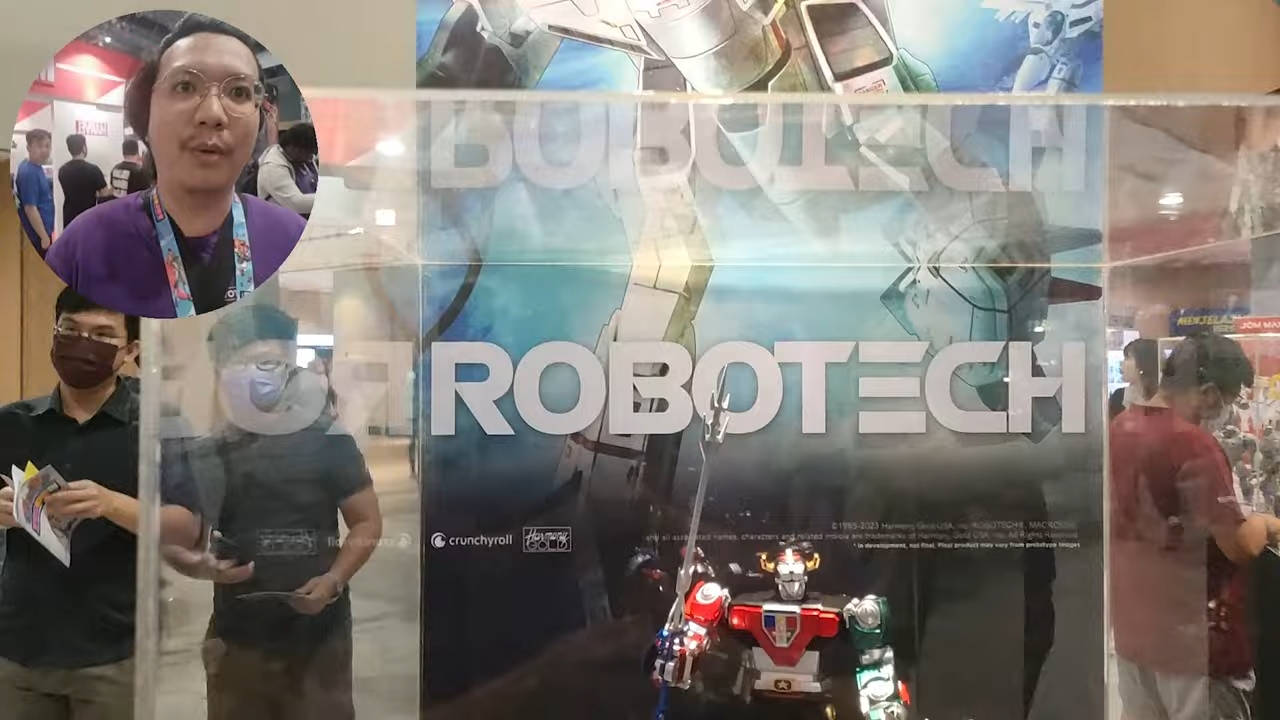 ROBOTECH
ROBOTECH
crunchyroll
Harmony
GOLD
©1985-2023 Harmony Gold USA, Inc. ROBOTECH®, MACROSS®
and all associated names, characters and related indicia are trademarks of Harmony Gold USA, Inc. All Rights Reserved.
* In development, not final. Final product may vary from prototype images
JOM MA